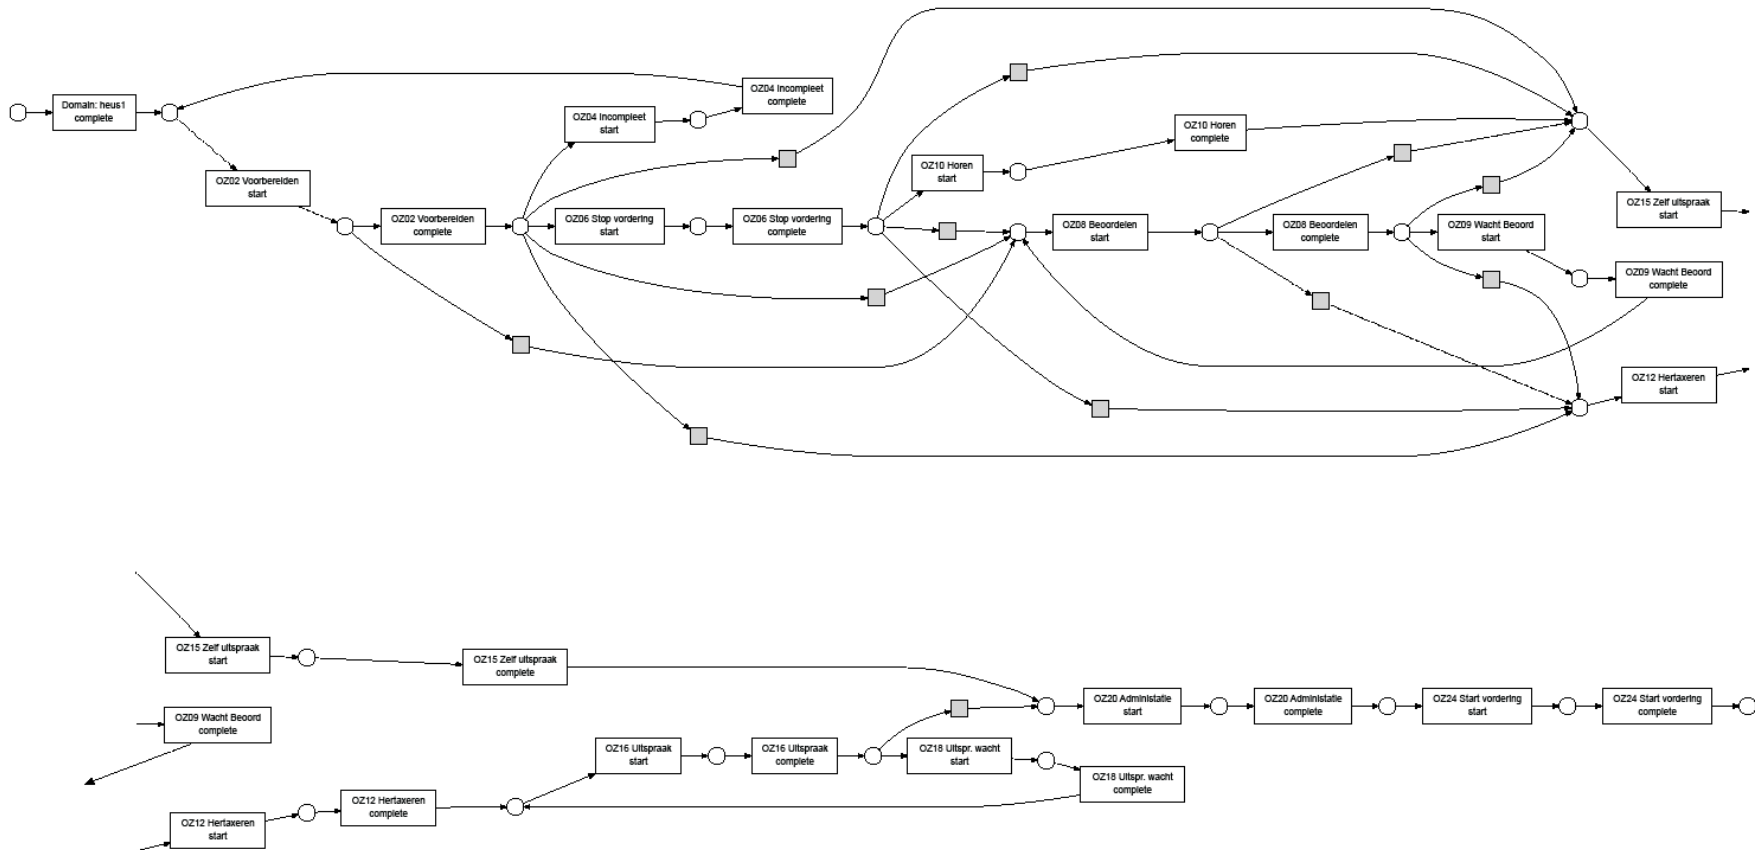 Domain: heus1
complete
OZ02 Voorbereiden
start
OZ02 Voorbereiden
complete
OZ04 Incompleet
start
OZ04 Incompleet
complete
OZ06 Stop vordering
start
OZ06 Stop vordering
complete
OZ10 Horen
start
OZ10 Horen
complete
OZ08 Beoordelen
start
OZ08 Beoordelen
complete
OZ09 Wacht Beoord
start
OZ09 Wacht Beoord
complete
OZ15 Zelf uitspraak
start
OZ12 Hertaxeren
start
OZ15 Zelf uitspraak
start
OZ15 Zelf uitspraak
complete
OZ09 Wacht Beoord
complete
OZ12 Hertaxeren
start
OZ12 Hertaxeren
complete
OZ16 Uitspraak
start
OZ16 Uitspraak
complete
OZ18 Uitspr. wacht
start
OZ18 Uitspr. wacht
complete
OZ20 Administatie
start
OZ20 Administatie
complete
OZ24 Start vordering
start
OZ24 Start vordering
complete